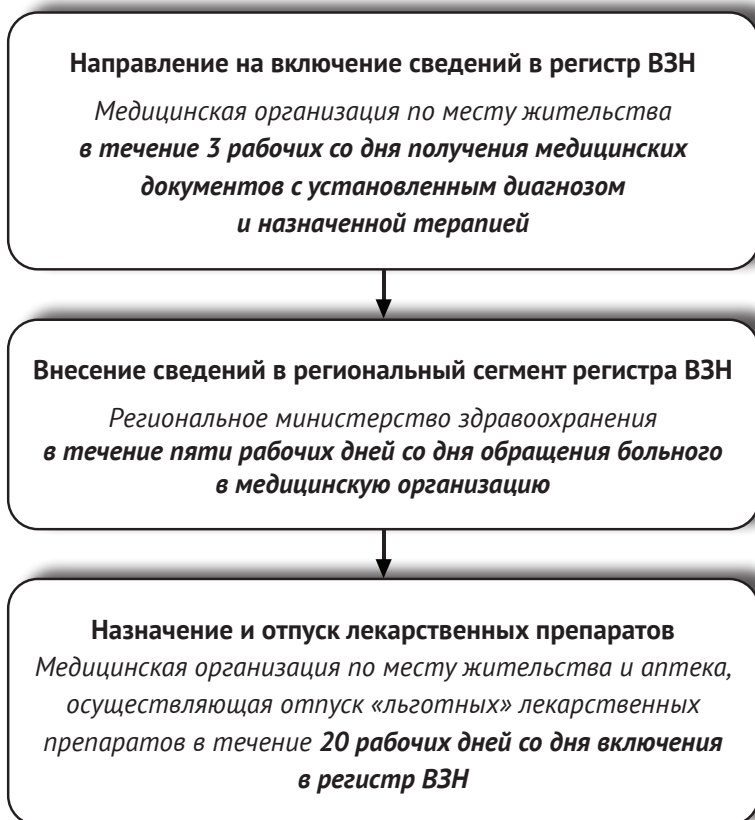 Направление на включение сведений в регистр ВЗН
Медицинская организация по месту жительства
в течение 3 рабочих со дня получения медицинских
документов с установленным диагнозом
и назначенной терапией
Внесение сведений в региональный сегмент регистра ВЗН
Региональное министерство здравоохранения
в течение пяти рабочих дней со дня обращения больного
в медицинскую организацию
Назначение и отпуск лекарственных препаратов
Медицинская организация по месту жительства и аптека,
осуществляющая отпуск «льготных» лекарственных
препаратов в течение 20 рабочих дней со дня включения
в регистр ВЗН